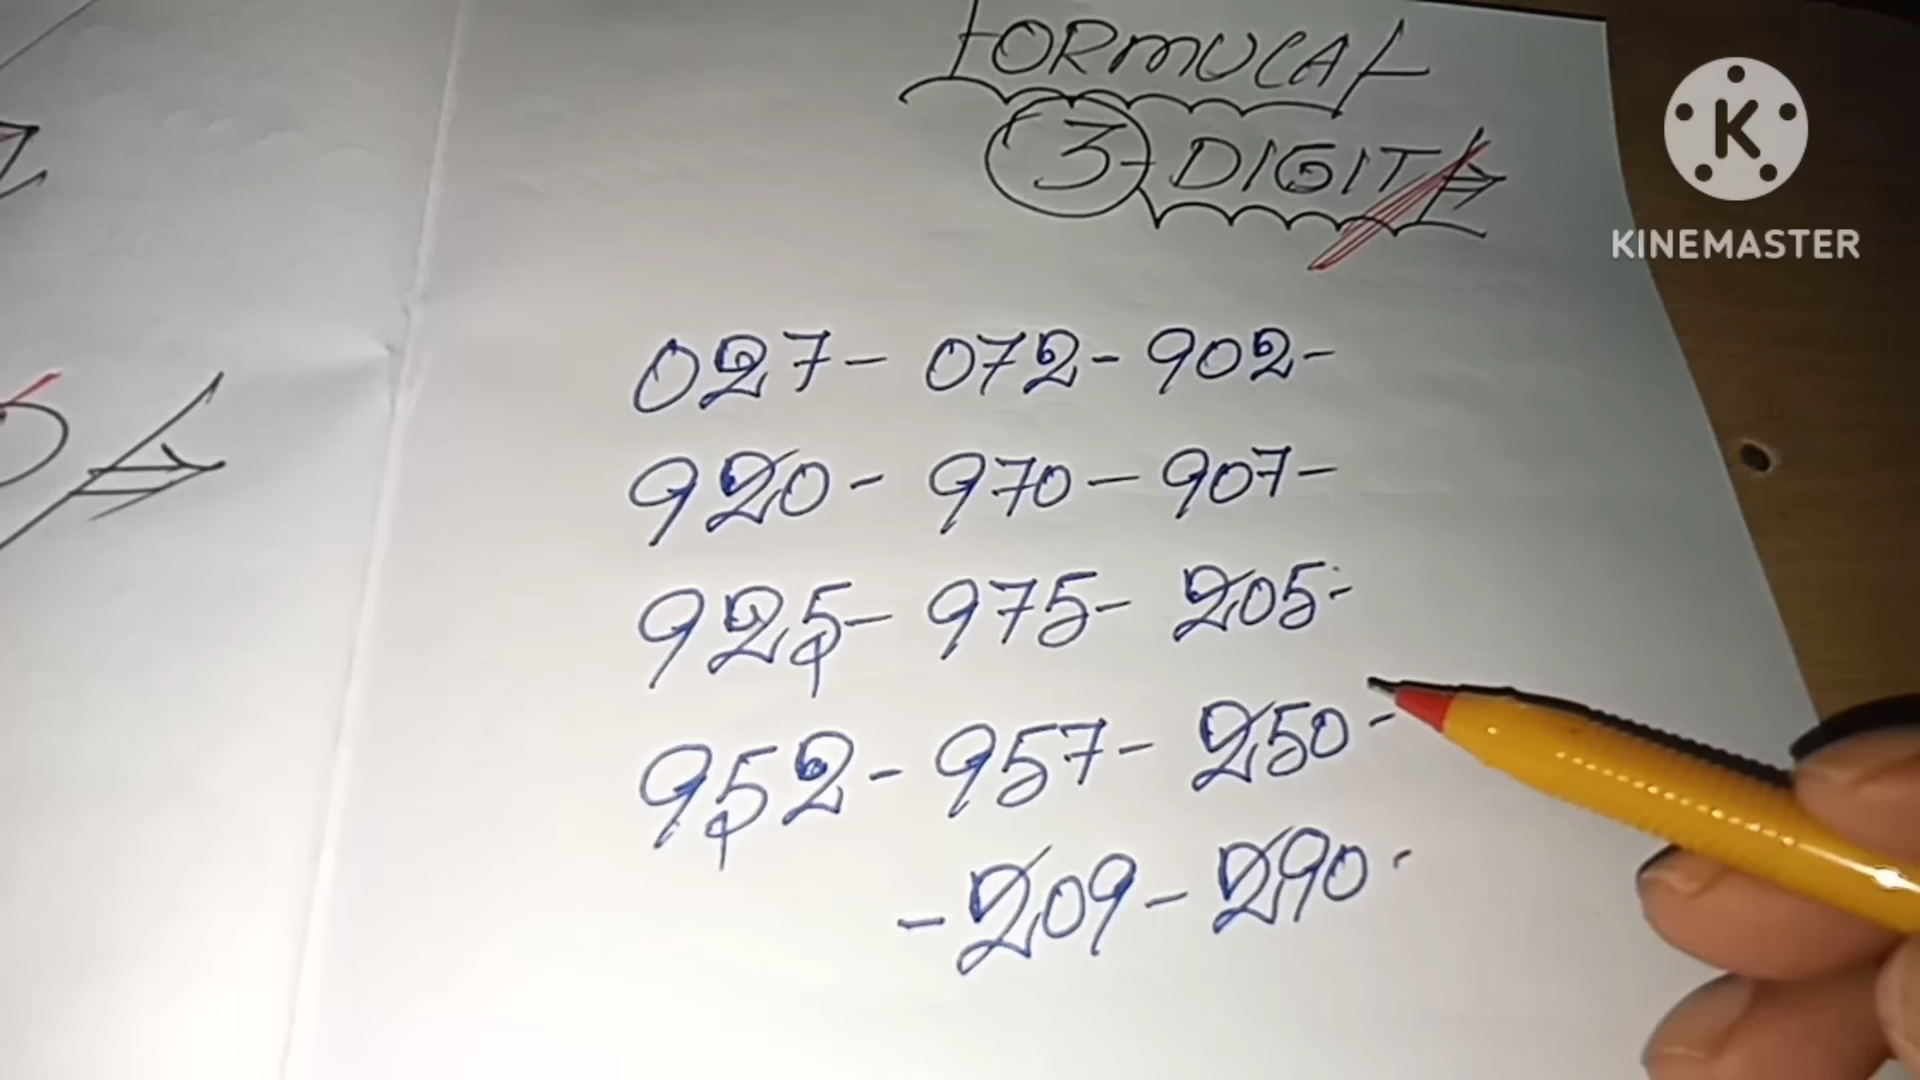 FORMULA
3-DIGIT
K
KINEMASTER
027- 072- 902-
920- 970- 907-
925- 975- 205-
952- 957- 250-
-209- 290-